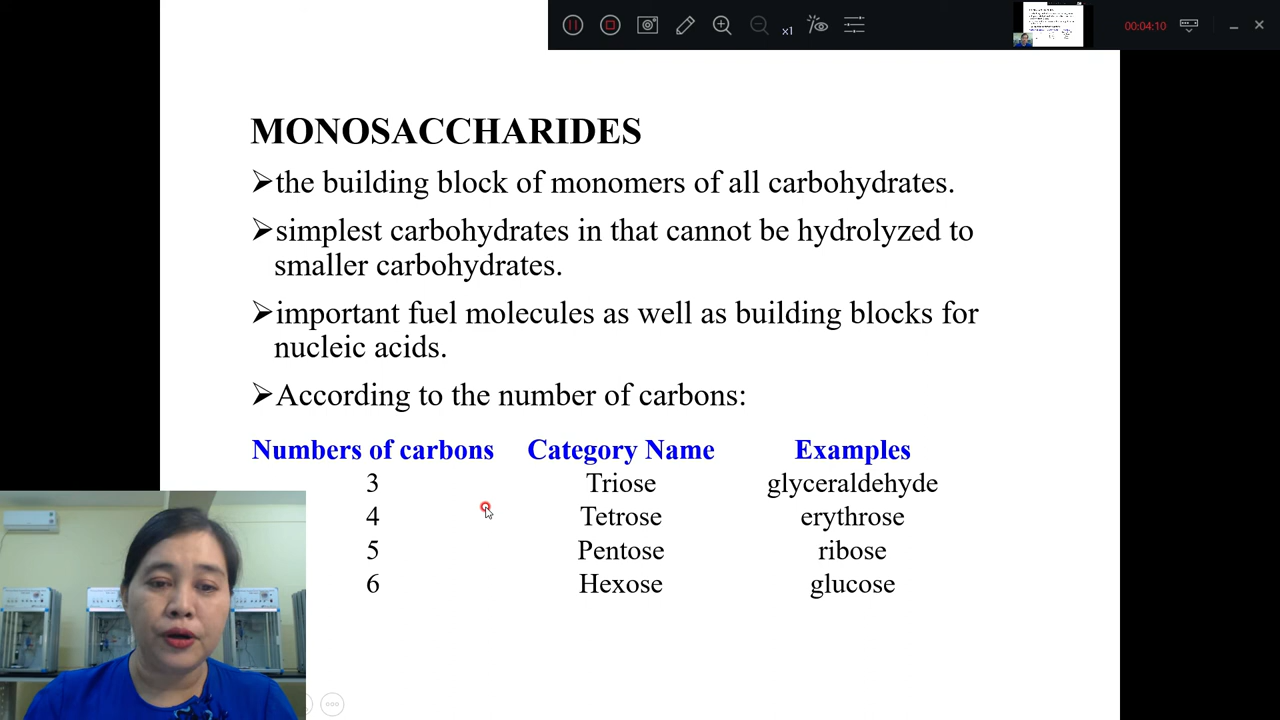 x1
00:04:10
MONOSACCHARIDES
➢the building block of monomers of all carbohydrates.
➢simplest carbohydrates in that cannot be hydrolyzed to
smaller carbohydrates.
➢important fuel molecules as well as building blocks for
nucleic acids.
➢According to the number of carbons:
Numbers of carbons Category Name Examples
3 Triose glyceraldehyde
4 Tetrose erythrose
5 Pentose ribose
6 Hexose glucose